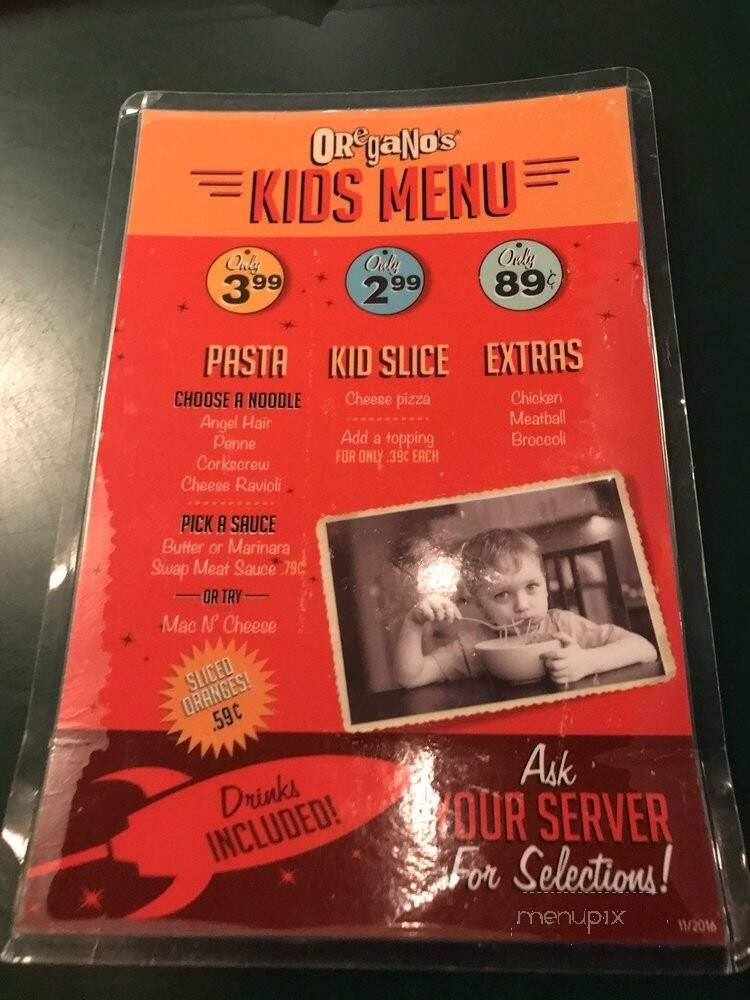 OReGaNo's
KIDS MENU
Only
3.99
PASTA
CHOOSE A NOODLE
Angel Hair
Penne
Corkscrew
Cheese Ravioli
PICK A SAUCE
Butter or Marinara
Swap Meat Sauce .79¢
OR TRY
Mac N' Cheese
SLICED
ORANGES!
.59¢
Only
2.99
KID SLICE
Cheese pizza
Add a topping
FOR ONLY .39¢ EACH
Only
89¢
EXTRAS
Chicken
Meatball
Broccoli
Drinks
INCLUDED!
Ask
YOUR SERVER
For Selections!
menupix
11/2016